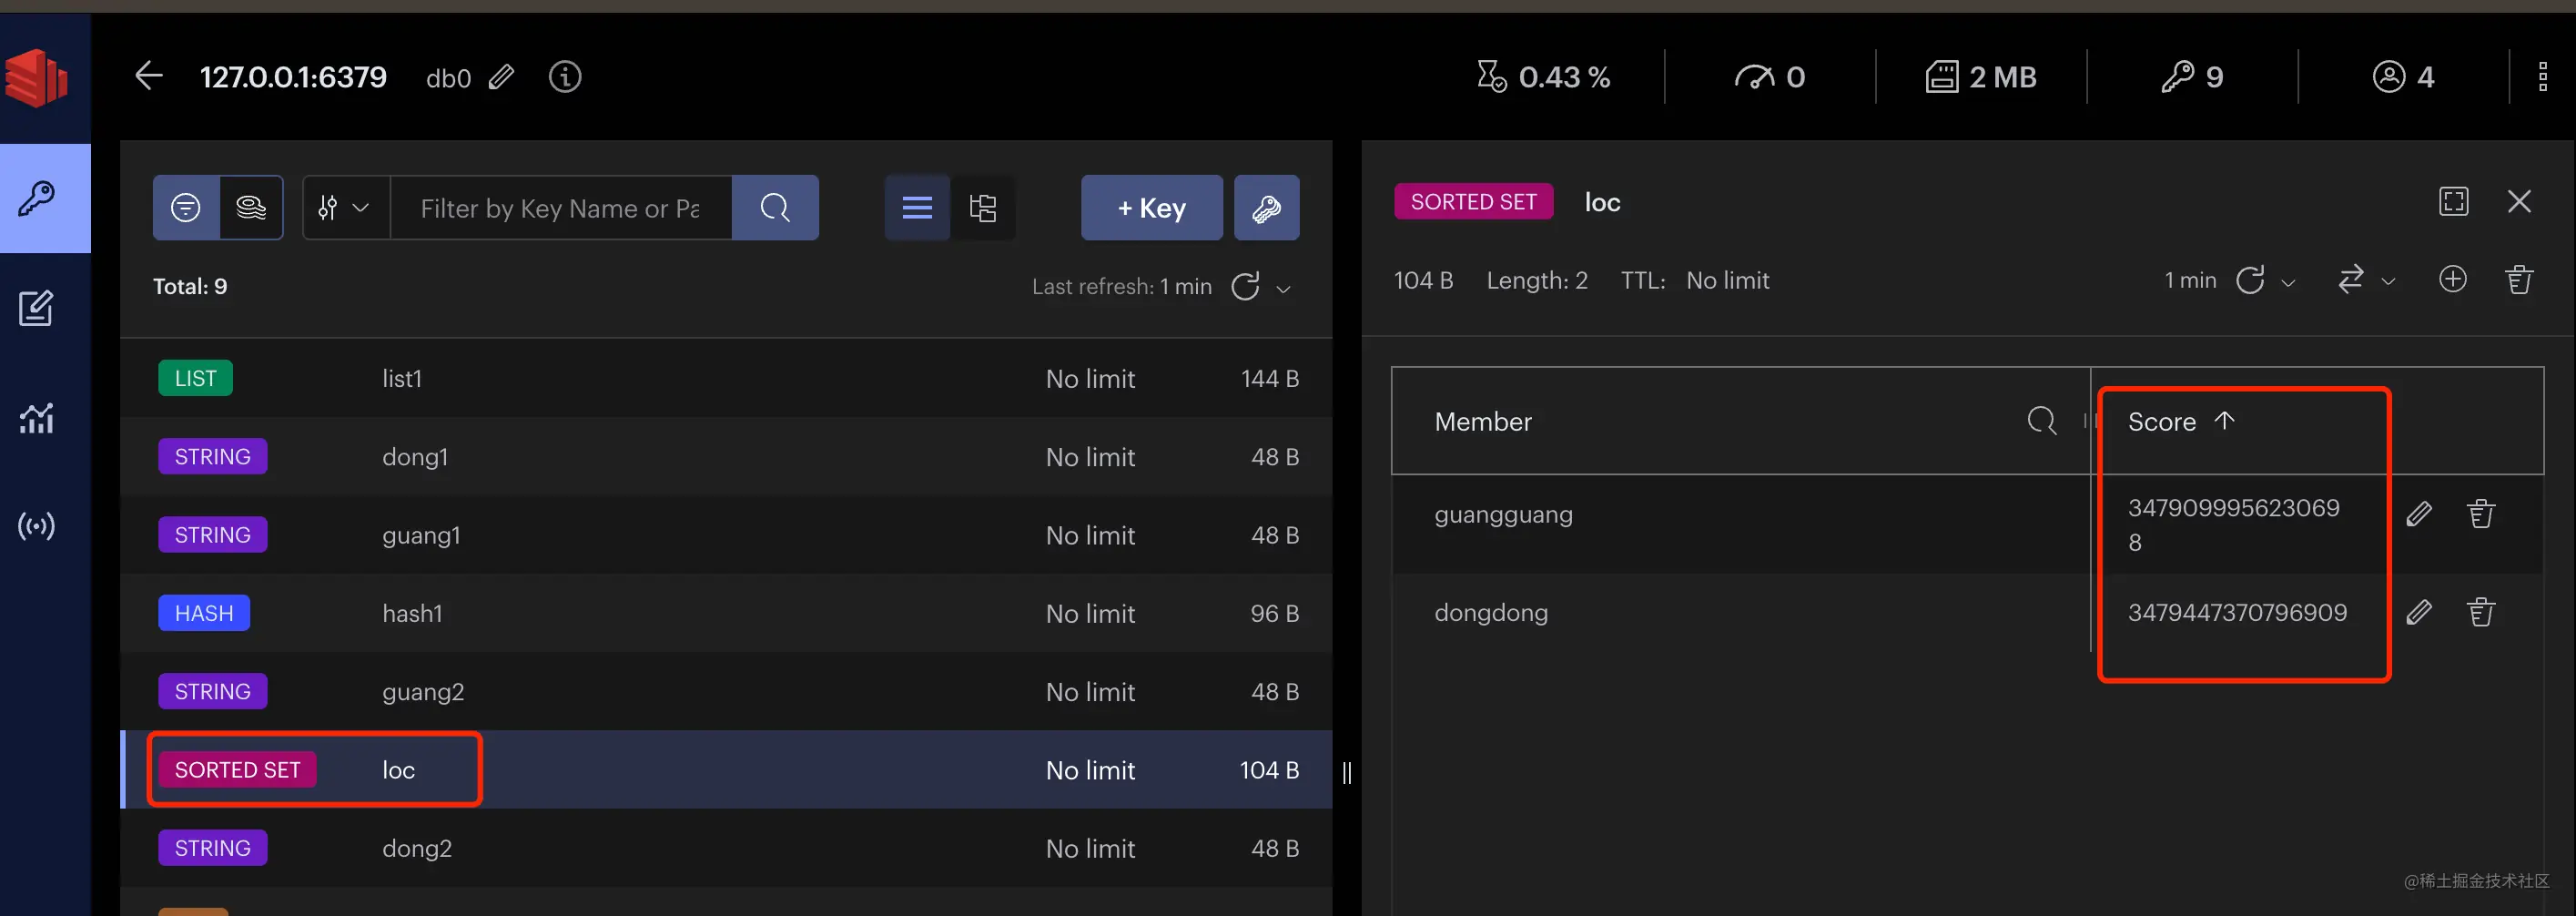 127.0.0.1:6379 db0 0.43 % 0 2 MB 9 4
Filter by Key Name or Pa + Key
Total: 9 Last refresh: 1 min
LIST list1 No limit 144 B
STRING dong1 No limit 48 B
STRING guang1 No limit 48 B
HASH hash1 No limit 96 B
STRING guang2 No limit 48 B
SORTED SET loc No limit 104 B
STRING dong2 No limit 48 B
SORTED SET loc
104 B Length: 2 TTL: No limit 1 min
Member Score
guangguang 347909995623069
8
dongdong 3479447370796909
@稀土掘金技术社区